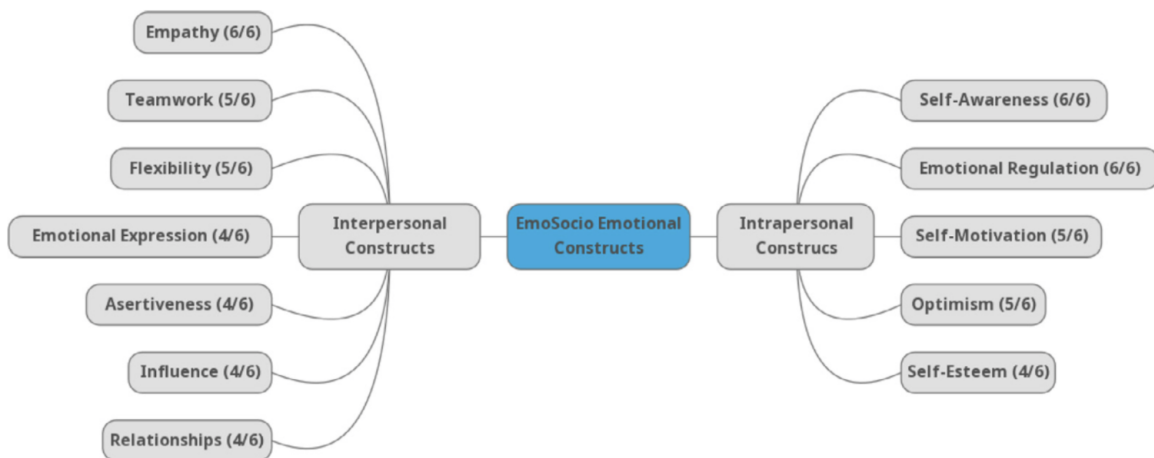 Empathy (6/6)
Teamwork (5/6)
Flexibility (5/6)
Emotional Expression (4/6)
Asertiveness (4/6)
Influence (4/6)
Relationships (4/6)
Interpersonal
Constructs
EmoSocio Emotional
Constructs
Intrapersonal
Construcs
Self-Awareness (6/6)
Emotional Regulation (6/6)
Self-Motivation (5/6)
Optimism (5/6)
Self-Esteem (4/6)